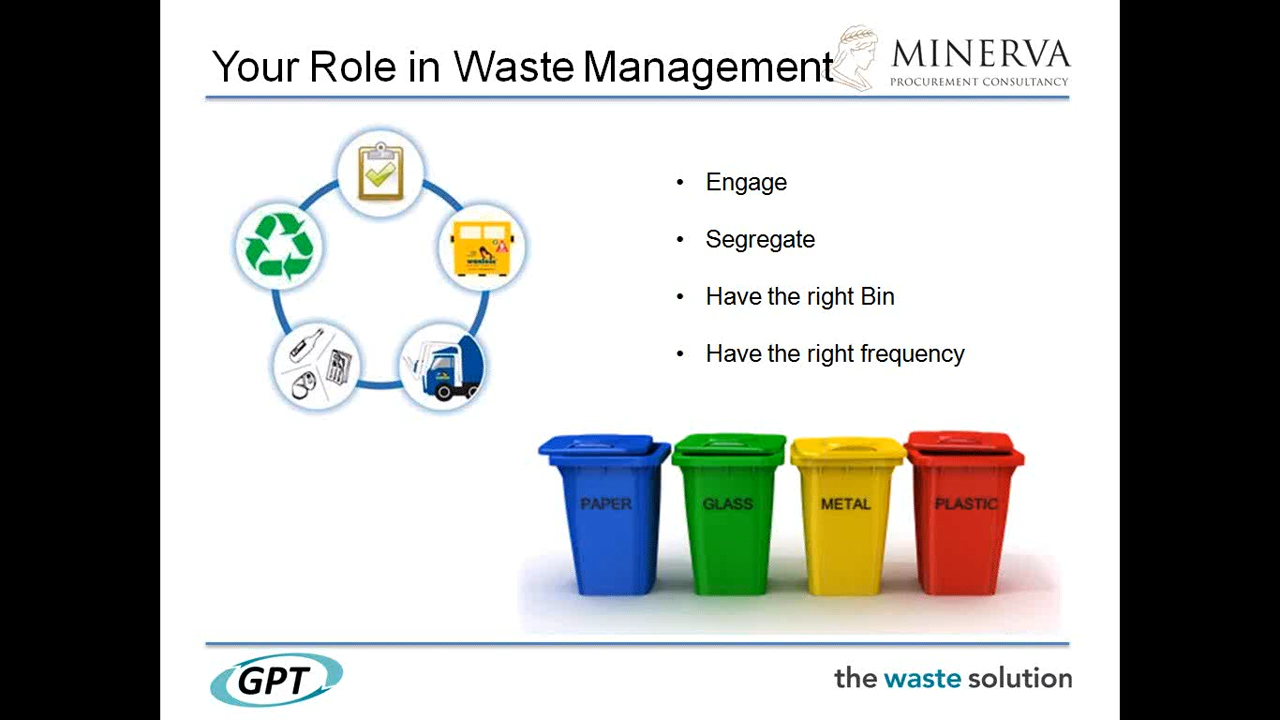 Your Role in Waste Management
MINERVA
PROCUREMENT CONSULTANCY
• Engage
• Segregate
• Have the right Bin
• Have the right frequency
PAPER
GLASS
METAL
PLASTIC
GPT
the waste solution